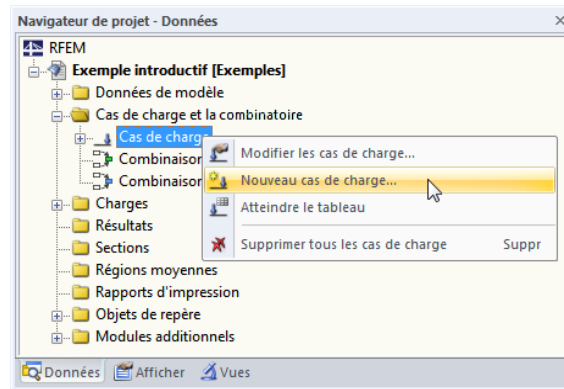 Navigateur de projet - Données
RFEM
Exemple introductif [Exemples]
Données de modèle
Cas de charge et la combinatoire
Cas de charge
Combinaison
Combinaison
Modifier les cas de charge...
Nouveau cas de charge...
Atteindre le tableau
Supprimer tous les cas de charge Suppr
Charges
Résultats
Sections
Régions moyennes
Rapports d'impression
Objets de repère
Modules additionnels
Données Afficher Vues